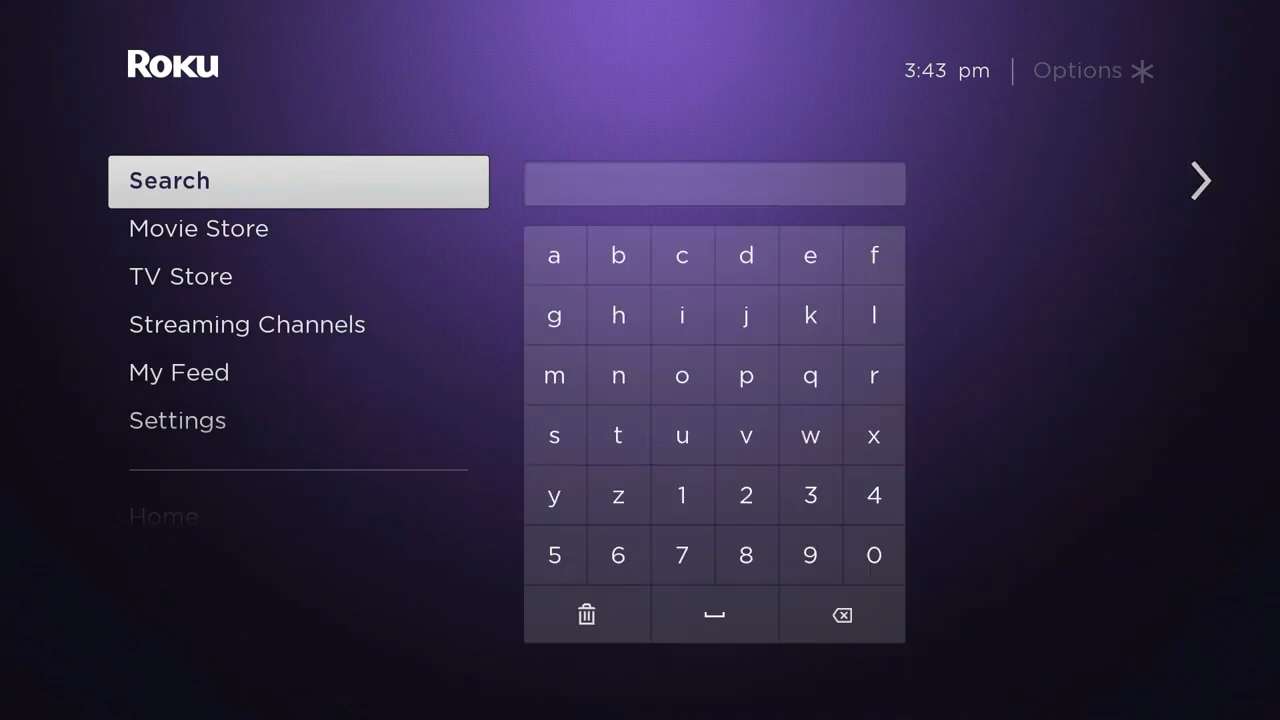 Roku
3:43 pm
Options
Search
Movie Store
TV Store
Streaming Channels
My Feed
Settings
Home
a b c d e f
g h i j k l
m n o p q r
s t u v w x
y z 1 2 3 4
5 6 7 8 9 0